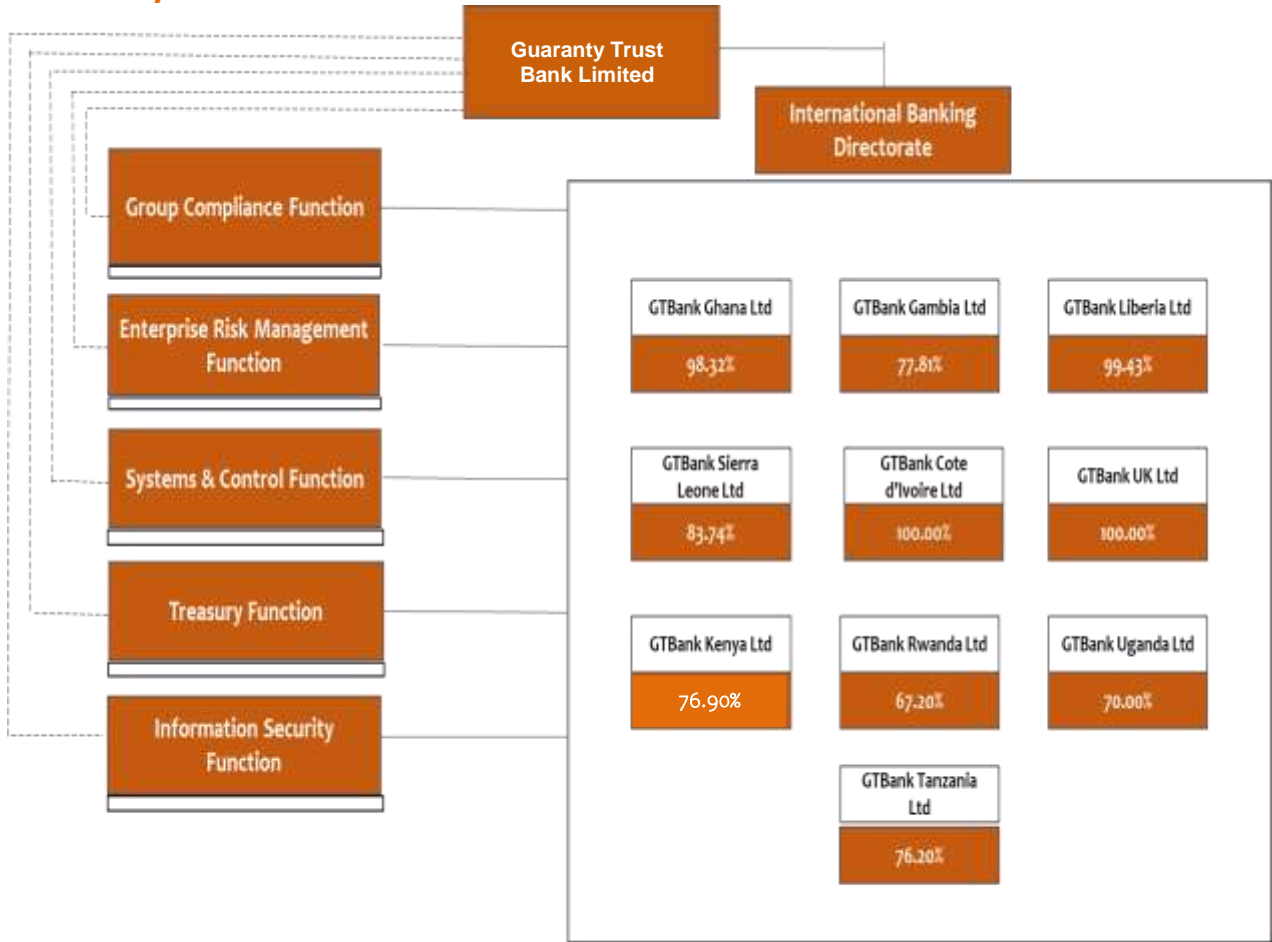 Guaranty Trust
Bank Limited
International Banking
Directorate
Group Compliance Function
Enterprise Risk Management
Function
Systems & Control Function
Treasury Function
Information Security
Function
GTBank Ghana Ltd
98.32%
GTBank Gambia Ltd
77.81%
GTBank Liberia Ltd
99.43%
GTBank Sierra
Leone Ltd
83.74%
GTBank Cote
d'Ivoire Ltd
100.00%
GTBank UK Ltd
100.00%
GTBank Kenya Ltd
76.90%
GTBank Rwanda Ltd
67.20%
GTBank Uganda Ltd
70.00%
GTBank Tanzania
Ltd
76.20%